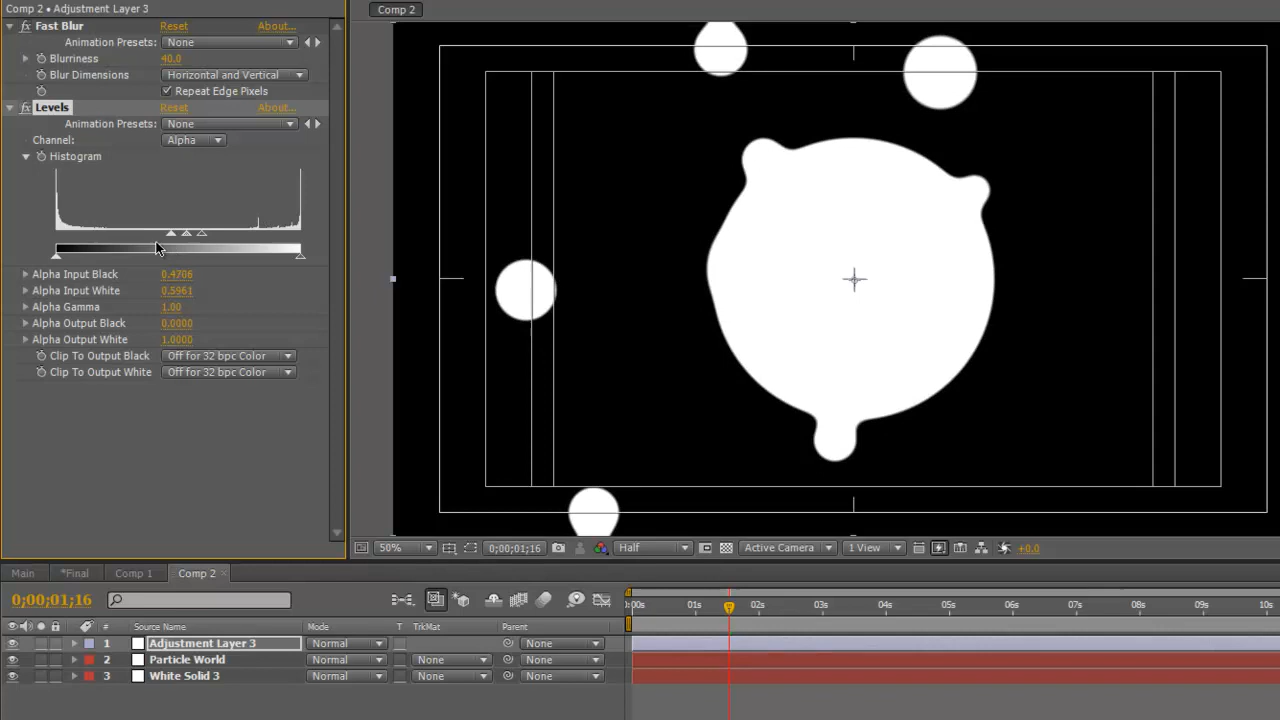 Comp 2 • Adjustment Layer 3
Fast Blur Reset About...
Animation Presets: None
Blurriness 40.0
Blur Dimensions Horizontal and Vertical
Repeat Edge Pixels
Levels Reset About...
Animation Presets: None
Channel: Alpha
Histogram
Alpha Input Black 0.4706
Alpha Input White 0.5961
Alpha Gamma 1.00
Alpha Output Black 0.0000
Alpha Output White 1.0000
Clip To Output Black Off for 32 bpc Color
Clip To Output White Off for 32 bpc Color
Comp 2
50% 0;00;01;16 Half Active Camera 1 View +0.0
Main *Final Comp 1 Comp 2
0;00;01;16
# Source Name Mode T TrkMat Parent
:00s 01s 02s 03s 04s 05s 06s 07s 08s 09s 10s
1 Adjustment Layer 3 Normal None
2 Particle World Normal None None
3 White Solid 3 Normal None None